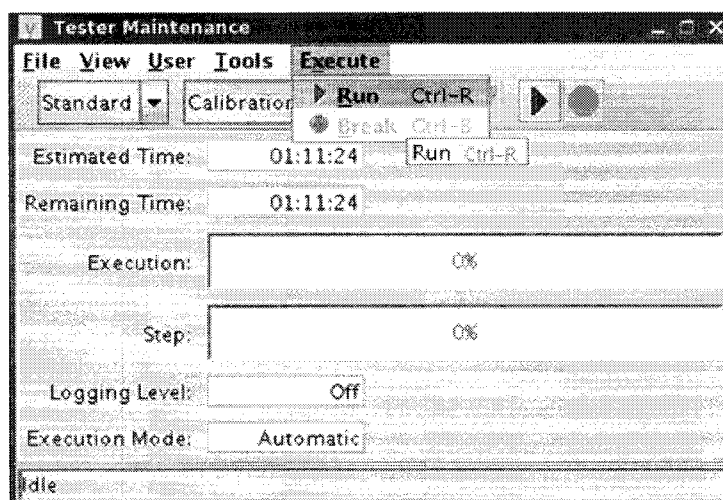 V Tester Maintenance
File View User Tools Execute
Standard Calibration
Run Ctrl-R
Break Ctrl-B
Run Ctrl-R
Estimated Time: 01:11:24
Remaining Time: 01:11:24
Execution: 0%
Step: 0%
Logging Level: Off
Execution Mode: Automatic
Idle